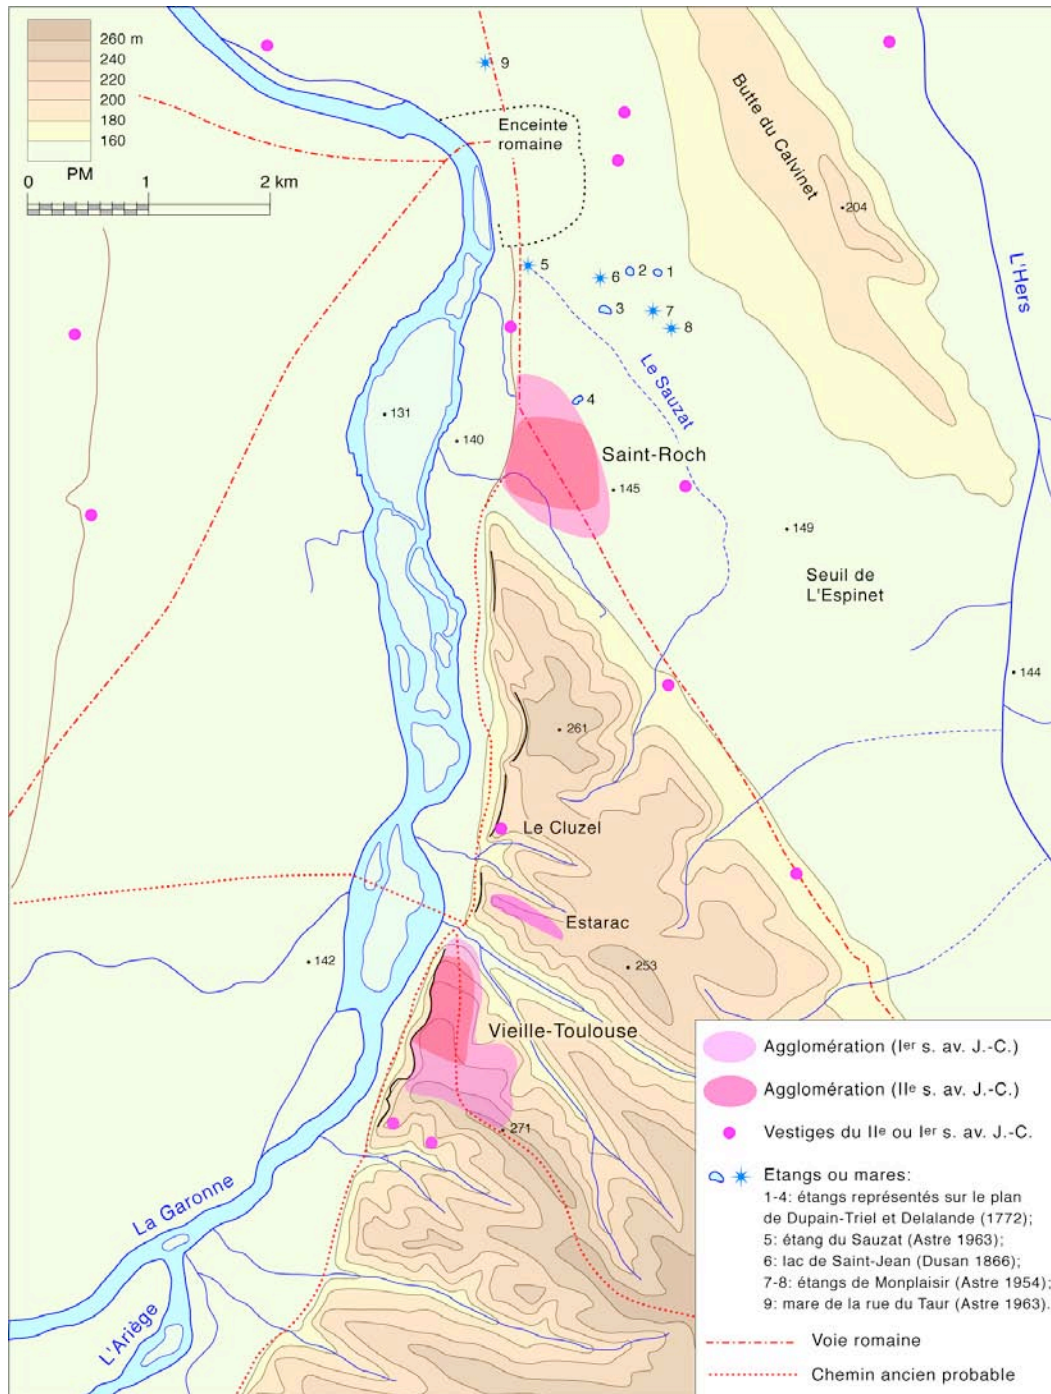 260 m
240
220
200
180
160
0 PM 1 2 km
9
Enceinte
romaine
Butte du Calvinet
204
L'Hers
5
6
2
1
3
7
8
Le Sauzat
4
131
140
Saint-Roch
145
149
Seuil de
L'Espinet
144
261
Le Cluzel
Estarac
142
253
Vieille-Toulouse
271
La Garonne
L'Ariège
Agglomération (Ier s. av. J.-C.)
Agglomération (IIe s. av. J.-C.)
Vestiges du IIe ou Ier s. av. J.-C.
Etangs ou mares:
1-4: étangs représentés sur le plan
de Dupain-Triel et Delalande (1772);
5: étang du Sauzat (Astre 1963);
6: lac de Saint-Jean (Dusan 1866);
7-8: étangs de Monplaisir (Astre 1954);
9: mare de la rue du Taur (Astre 1963).
Voie romaine
Chemin ancien probable